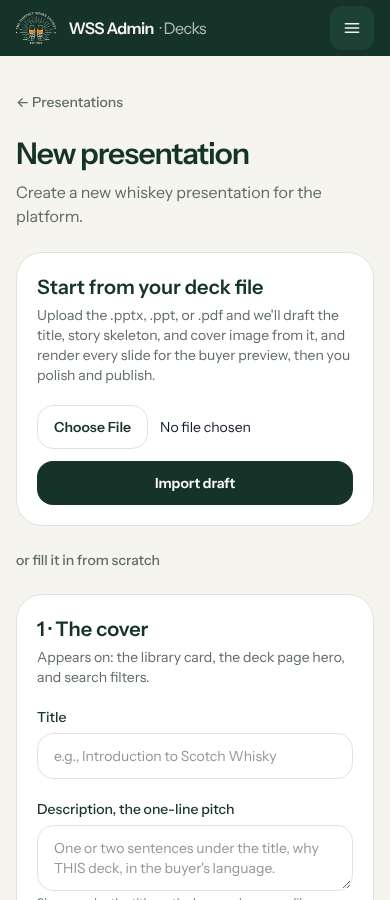 WSS Admin · Decks
← Presentations
New presentation
Create a new whiskey presentation for the
platform.
Start from your deck file
Upload the .pptx, .ppt, or .pdf and we'll draft the
title, story skeleton, and cover image from it, and
render every slide for the buyer preview, then you
polish and publish.
Choose File
No file chosen
Import draft
or fill it in from scratch
1 · The cover
Appears on: the library card, the deck page hero,
and search filters.
Title
e.g., Introduction to Scotch Whisky
Description, the one-line pitch
One or two sentences under the title, why
THIS deck, in the buyer's language.